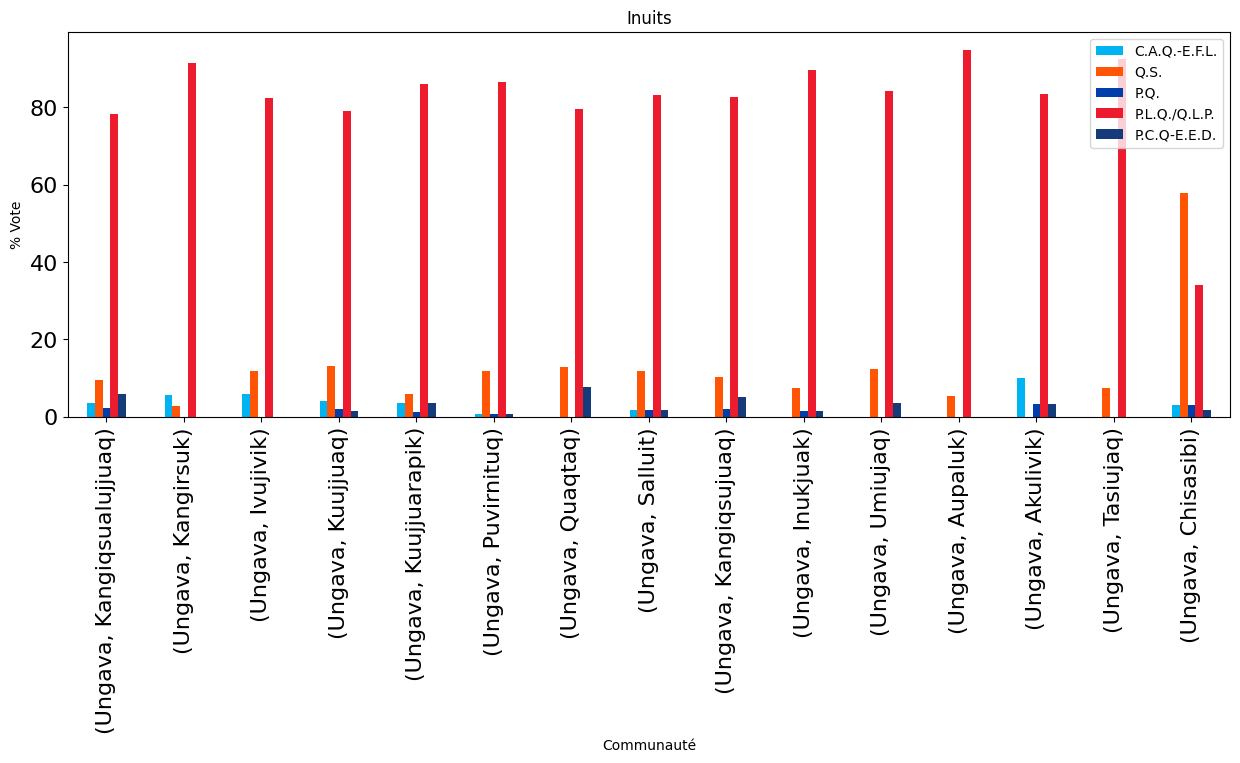 Inuits
% Vote
80
60
40
20
0
C.A.Q.-E.F.L.
Q.S.
P.Q.
P.L.Q./Q.L.P.
P.C.Q-E.E.D.
(Ungava, Kangiqsualujjuaq)
(Ungava, Kangirsuk)
(Ungava, Ivujivik)
(Ungava, Kuujjuaq)
(Ungava, Kuujjuarapik)
(Ungava, Puvirnituq)
(Ungava, Quaqtaq)
(Ungava, Salluit)
(Ungava, Kangiqsujuaq)
(Ungava, Inukjuak)
(Ungava, Umiujaq)
(Ungava, Aupaluk)
(Ungava, Akulivik)
(Ungava, Tasiujaq)
(Ungava, Chisasibi)
Communauté